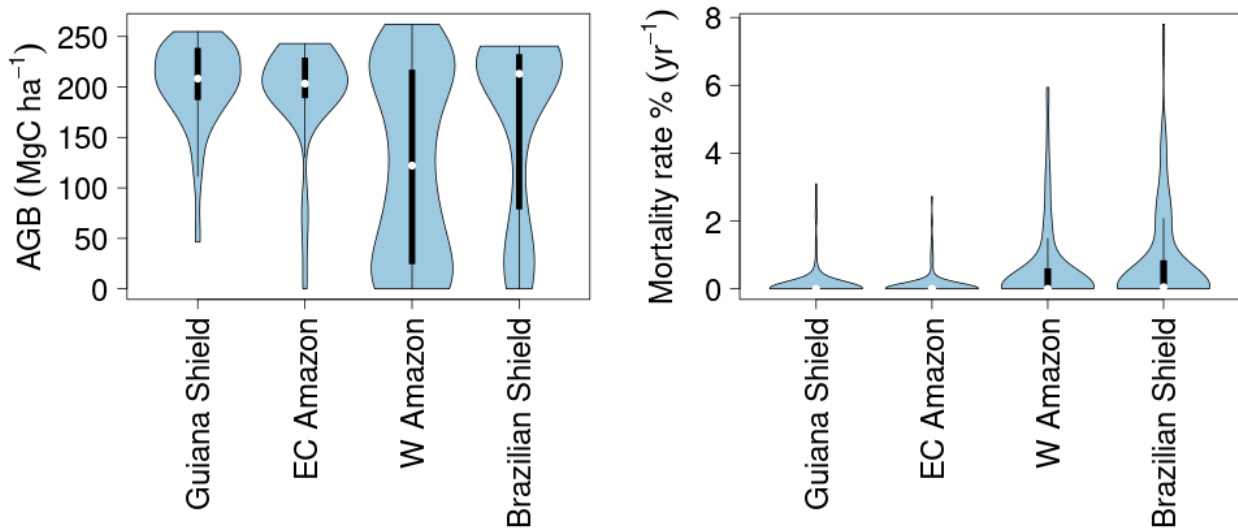 AGB (MgC ha⁻¹)
250
200
150
100
50
0
Guiana Shield
EC Amazon
W Amazon
Brazilian Shield
Mortality rate % (yr⁻¹)
8
6
4
2
0
Guiana Shield
EC Amazon
W Amazon
Brazilian Shield